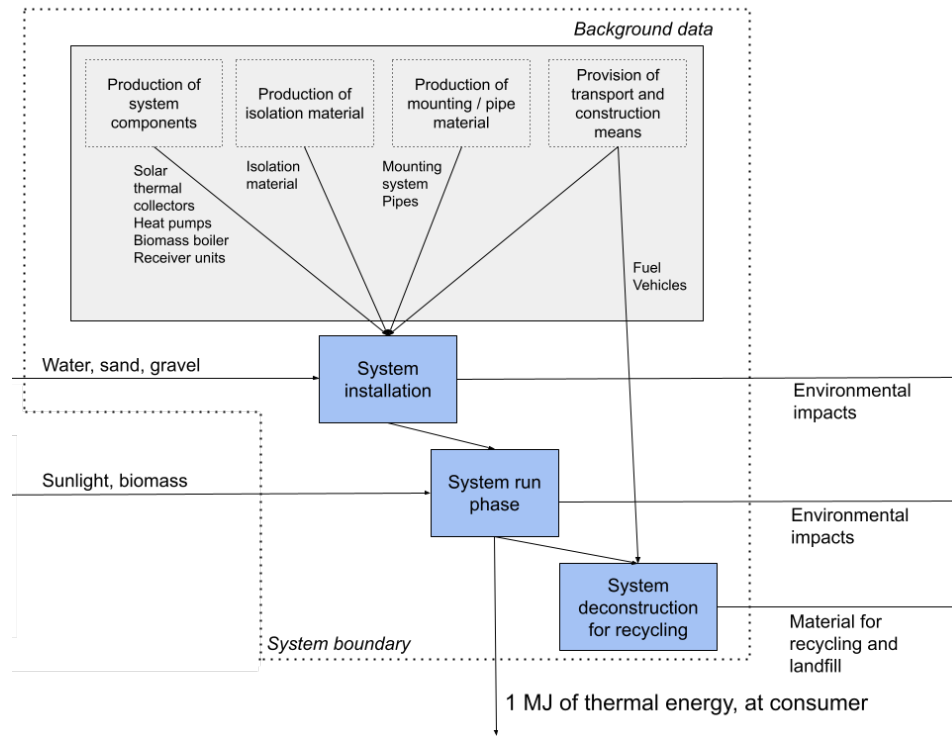 Background data
Production of
system
components
Production of
isolation material
Production of
mounting / pipe
material
Provision of
transport and
construction
means
Solar
thermal
collectors
Heat pumps
Biomass boiler
Receiver units
Isolation
material
Mounting
system
Pipes
Fuel
Vehicles
Water, sand, gravel
System
installation
Environmental
impacts
Sunlight, biomass
System run
phase
Environmental
impacts
System
deconstruction
for recycling
Material for
recycling and
landfill
System boundary
1 MJ of thermal energy, at consumer